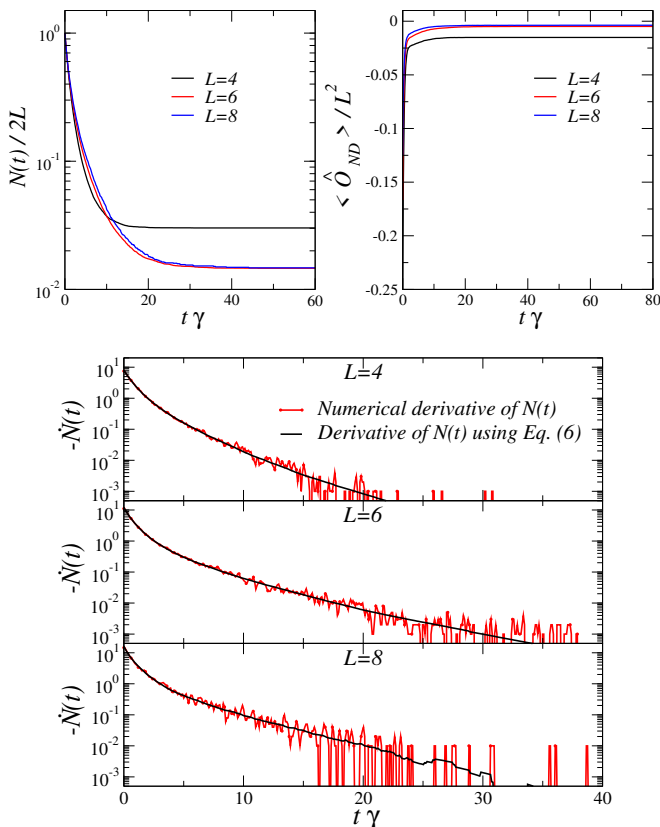 10^0
10^-1
10^-2
N(t) / 2L
L=4
L=6
L=8
0
20
40
60
t γ
0
-0.05
-0.1
-0.15
-0.2
-0.25
< Ô_ND > / L^2
L=4
L=6
L=8
0
20
40
60
80
t γ
L=4
10^1
10^0
10^-1
10^-2
10^-3
-Ṅ(t)
Numerical derivative of N(t)
Derivative of N(t) using Eq. (6)
L=6
10^1
10^0
10^-1
10^-2
10^-3
-Ṅ(t)
L=8
10^1
10^0
10^-1
10^-2
10^-3
-Ṅ(t)
0
10
20
30
40
t γ